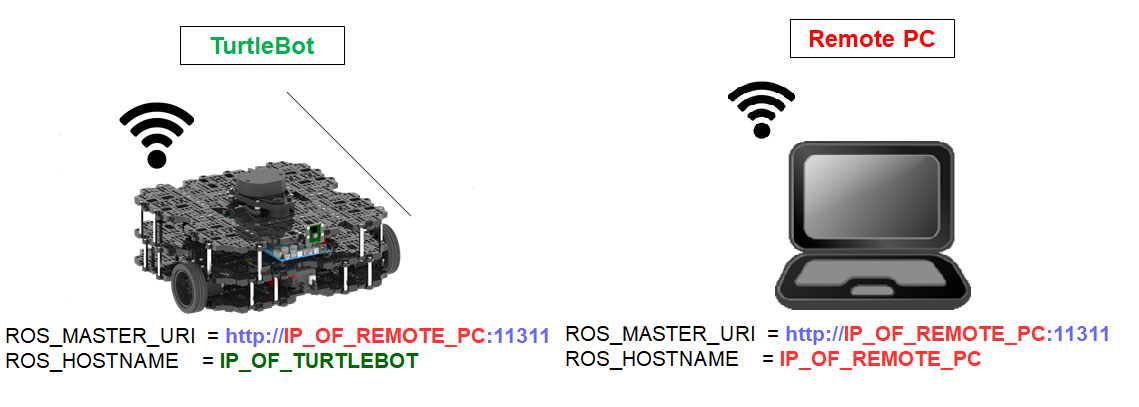 TurtleBot
Remote PC
ROS_MASTER_URI = http://IP_OF_REMOTE_PC:11311
ROS_HOSTNAME = IP_OF_TURTLEBOT
ROS_MASTER_URI = http://IP_OF_REMOTE_PC:11311
ROS_HOSTNAME = IP_OF_REMOTE_PC